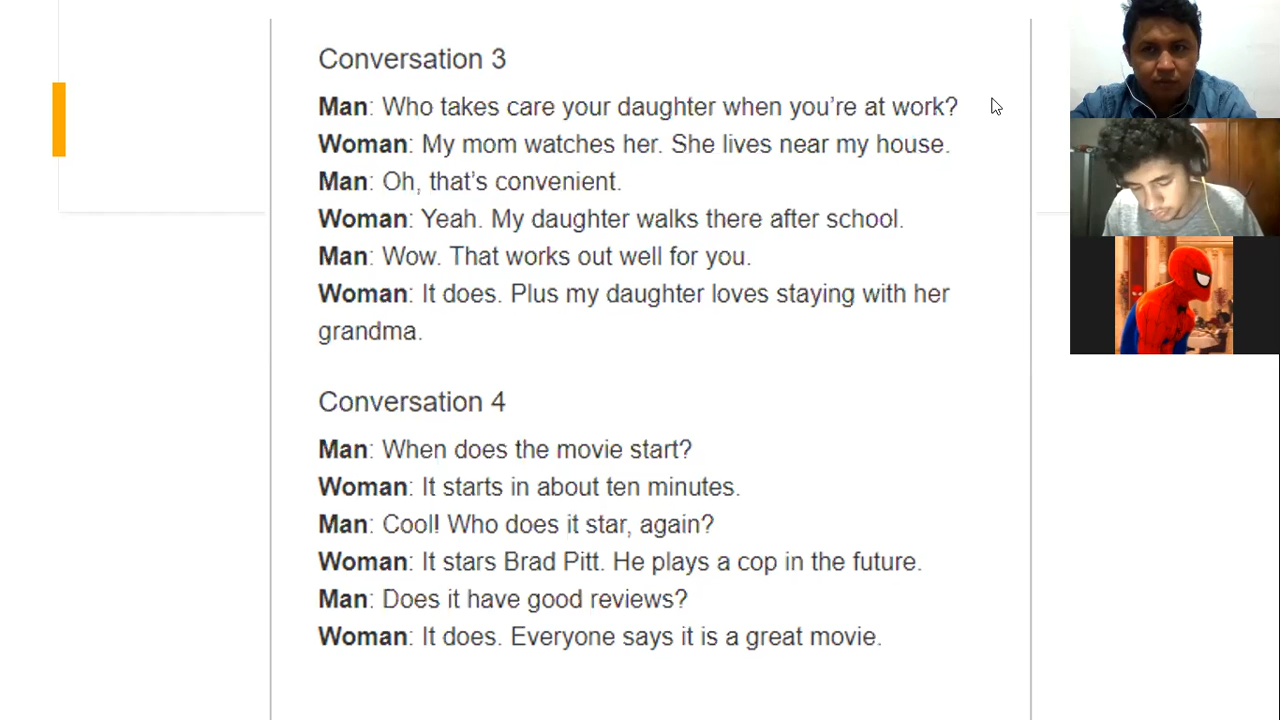 Conversation 3
Man: Who takes care your daughter when you're at work?
Woman: My mom watches her. She lives near my house.
Man: Oh, that's convenient.
Woman: Yeah. My daughter walks there after school.
Man: Wow. That works out well for you.
Woman: It does. Plus my daughter loves staying with her
grandma.
Conversation 4
Man: When does the movie start?
Woman: It starts in about ten minutes.
Man: Cool! Who does it star, again?
Woman: It stars Brad Pitt. He plays a cop in the future.
Man: Does it have good reviews?
Woman: It does. Everyone says it is a great movie.